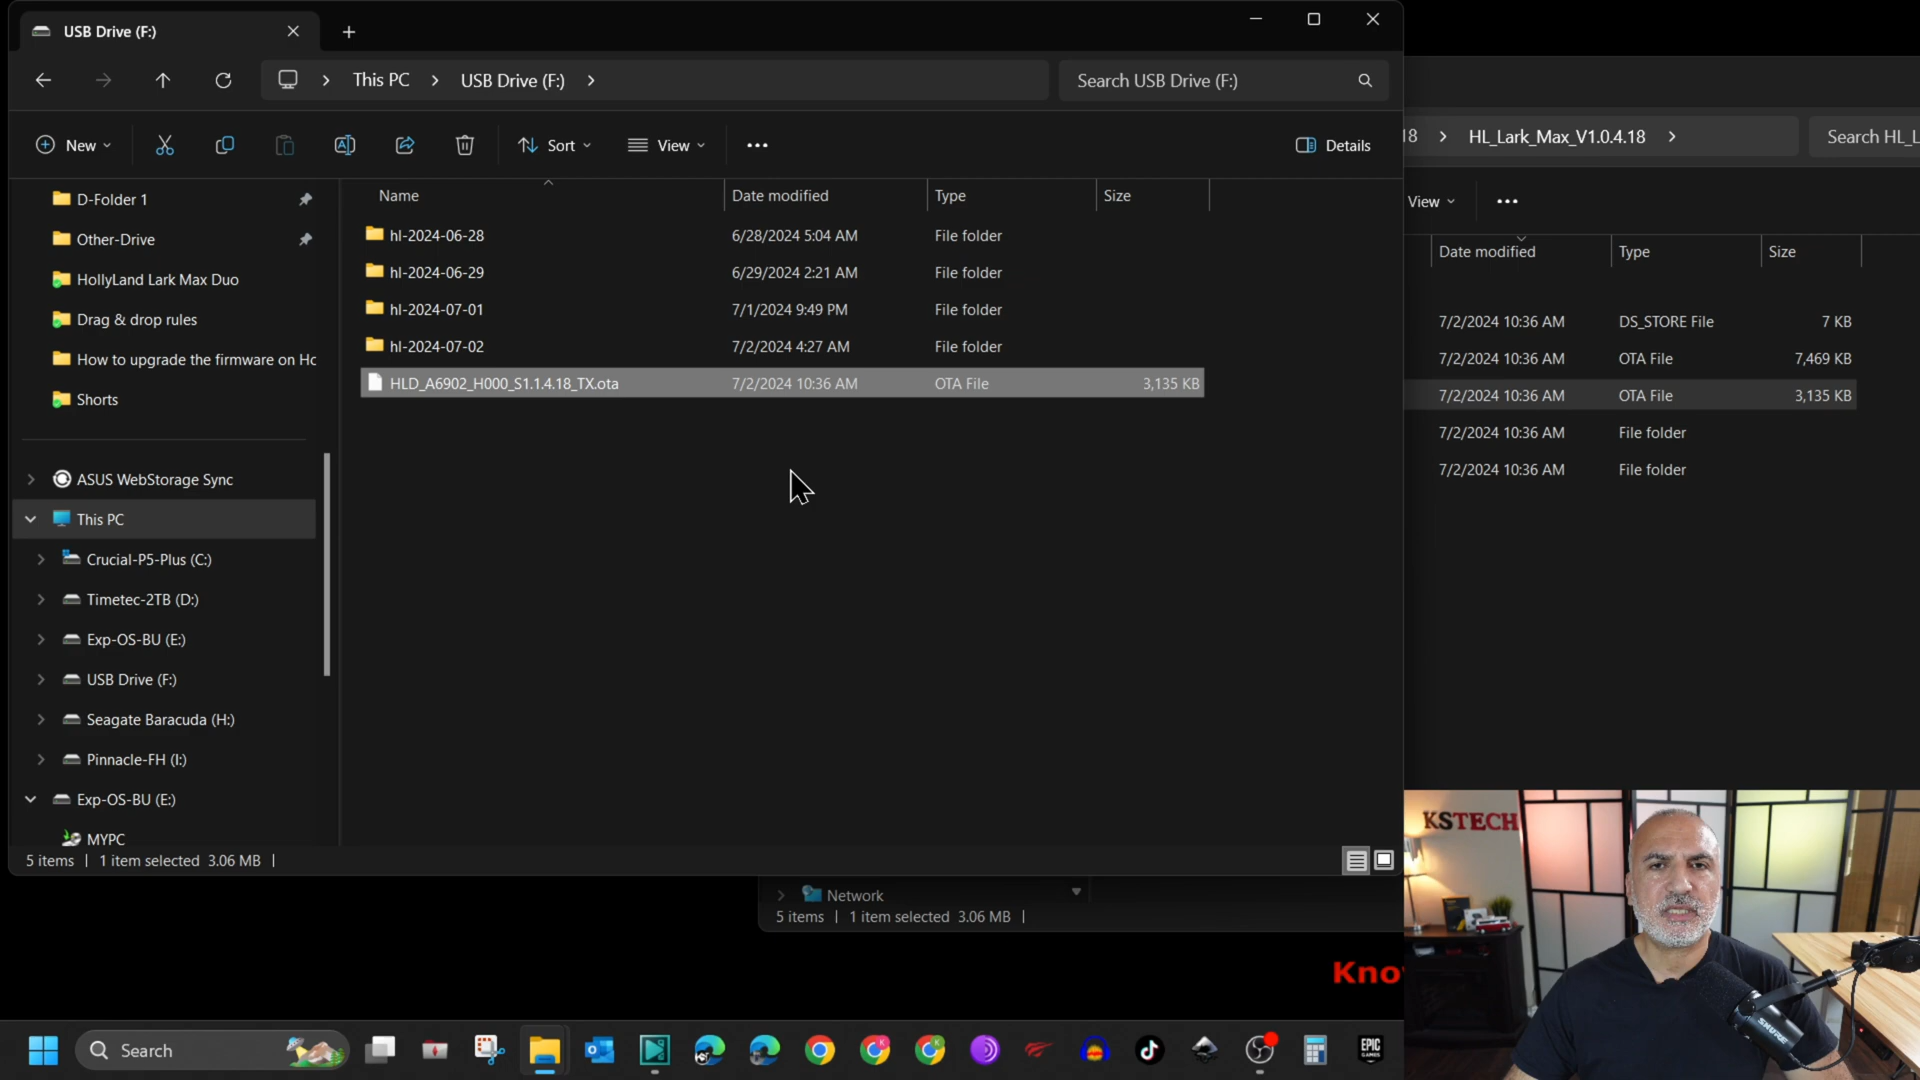 USB Drive (F:)
This PC > USB Drive (F:) >
Search USB Drive (F:)
New
Sort
View
Details
D-Folder 1
Other-Drive
HollyLand Lark Max Duo
Drag & drop rules
How to upgrade the firmware on Hc
Shorts
ASUS WebStorage Sync
This PC
Crucial-P5-Plus (C:)
Timetec-2TB (D:)
Exp-OS-BU (E:)
USB Drive (F:)
Seagate Baracuda (H:)
Pinnacle-FH (I:)
Exp-OS-BU (E:)
MYPC
Name Date modified Type Size
hl-2024-06-28 6/28/2024 5:04 AM File folder
hl-2024-06-29 6/29/2024 2:21 AM File folder
hl-2024-07-01 7/1/2024 9:49 PM File folder
hl-2024-07-02 7/2/2024 4:27 AM File folder
HLD_A6902_H000_S1.1.4.18_TX.ota 7/2/2024 10:36 AM OTA File 3,135 KB
5 items | 1 item selected 3.06 MB |
18 > HL_Lark_Max_V1.0.4.18 >
Search HL_L
View
Date modified Type Size
7/2/2024 10:36 AM DS_STORE File 7 KB
7/2/2024 10:36 AM OTA File 7,469 KB
7/2/2024 10:36 AM OTA File 3,135 KB
7/2/2024 10:36 AM File folder
7/2/2024 10:36 AM File folder
Network
5 items | 1 item selected 3.06 MB |
Kno
KSTECH
SHURE
Search
EPIC
GAMES